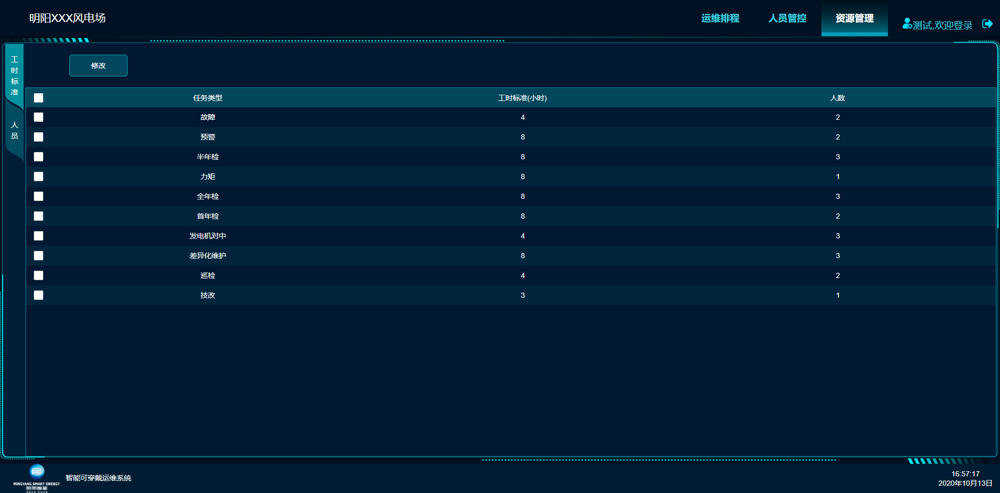 明阳XXX风电场
运维排程
人员管控
资源管理
测试,欢迎登录
工时标准
人员
修改
任务类型 工时标准(小时) 人数
故障 4 2
预警 8 2
半年检 8 3
力矩 8 1
全年检 8 3
首年检 8 2
发电机对中 4 3
差异化维护 8 3
巡检 4 2
技改 3 1
MINGYANG SMART ENERGY
明阳智能
智能可穿戴运维系统
16:57:17
2020年10月13日